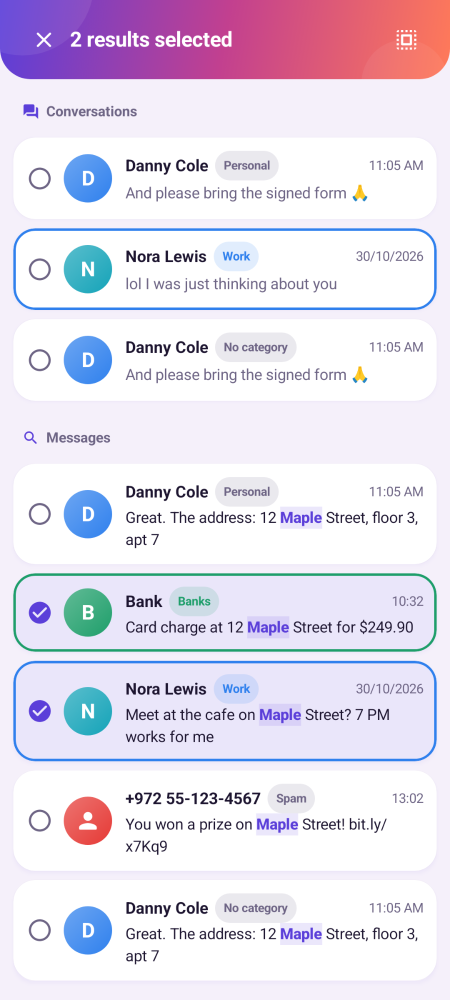 2 results selected
Conversations
Danny Cole Personal 11:05 AM
And please bring the signed form 🙏
N Nora Lewis Work 30/10/2026
lol I was just thinking about you
D Danny Cole No category 11:05 AM
And please bring the signed form 🙏
Messages
D Danny Cole Personal 11:05 AM
Great. The address: 12 Maple Street, floor 3,
apt 7
B Bank Banks 10:32
Card charge at 12 Maple Street for $249.90
N Nora Lewis Work 30/10/2026
Meet at the cafe on Maple Street? 7 PM
works for me
+972 55-123-4567 Spam 13:02
You won a prize on Maple Street! bit.ly/
x7Kq9
D Danny Cole No category 11:05 AM
Great. The address: 12 Maple Street, floor 3,
apt 7